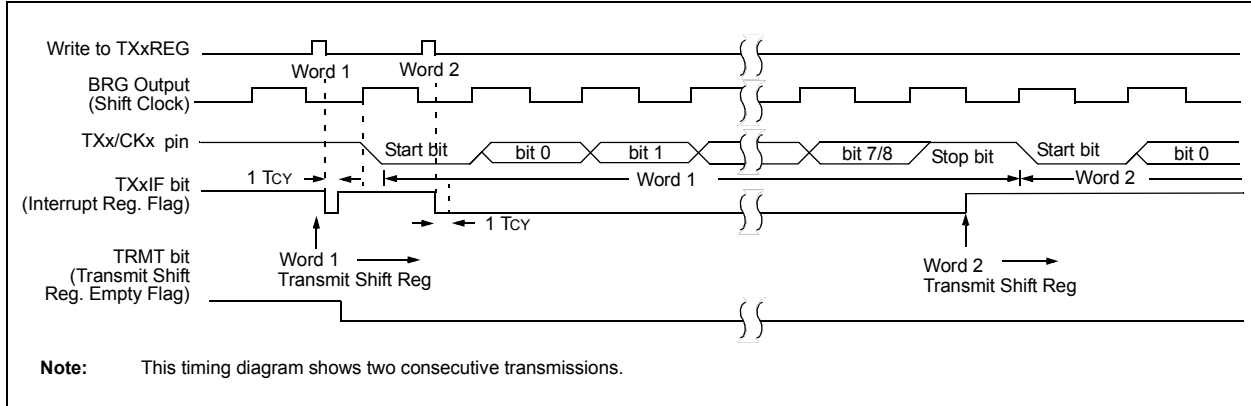 Write to TXxREG
Word 1
Word 2
BRG Output
(Shift Clock)
TXx/CKx pin
Start bit
bit 0
bit 1
bit 7/8
Stop bit
Start bit
bit 0
1 TCY
Word 1
Word 2
TXxIF bit
(Interrupt Reg. Flag)
1 TCY
Word 1
Transmit Shift Reg
Word 2
Transmit Shift Reg
TRMT bit
(Transmit Shift
Reg. Empty Flag)
Note: This timing diagram shows two consecutive transmissions.